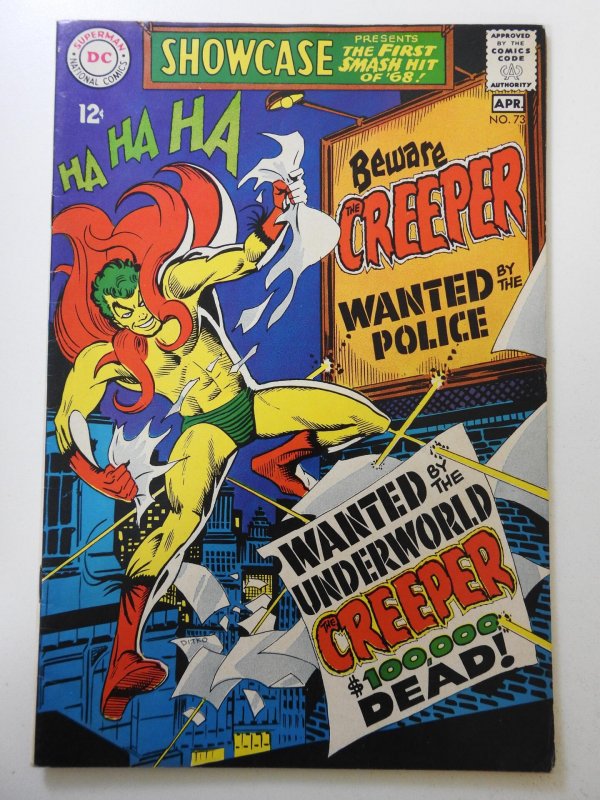 SUPERMAN
DC
NATIONAL COMICS
SHOWCASE
PRESENTS
THE FIRST
SMASH HIT
OF '68!
APPROVED
BY THE
COMICS
CODE
CA
AUTHORITY
APR.
NO. 73
12¢
HA HA HA
BEWARE
THE
CREEPER
WANTED BY THE
POLICE
WANTED BY THE
UNDERWORLD
THE
CREEPER
$100,000
DEAD!
DITKO